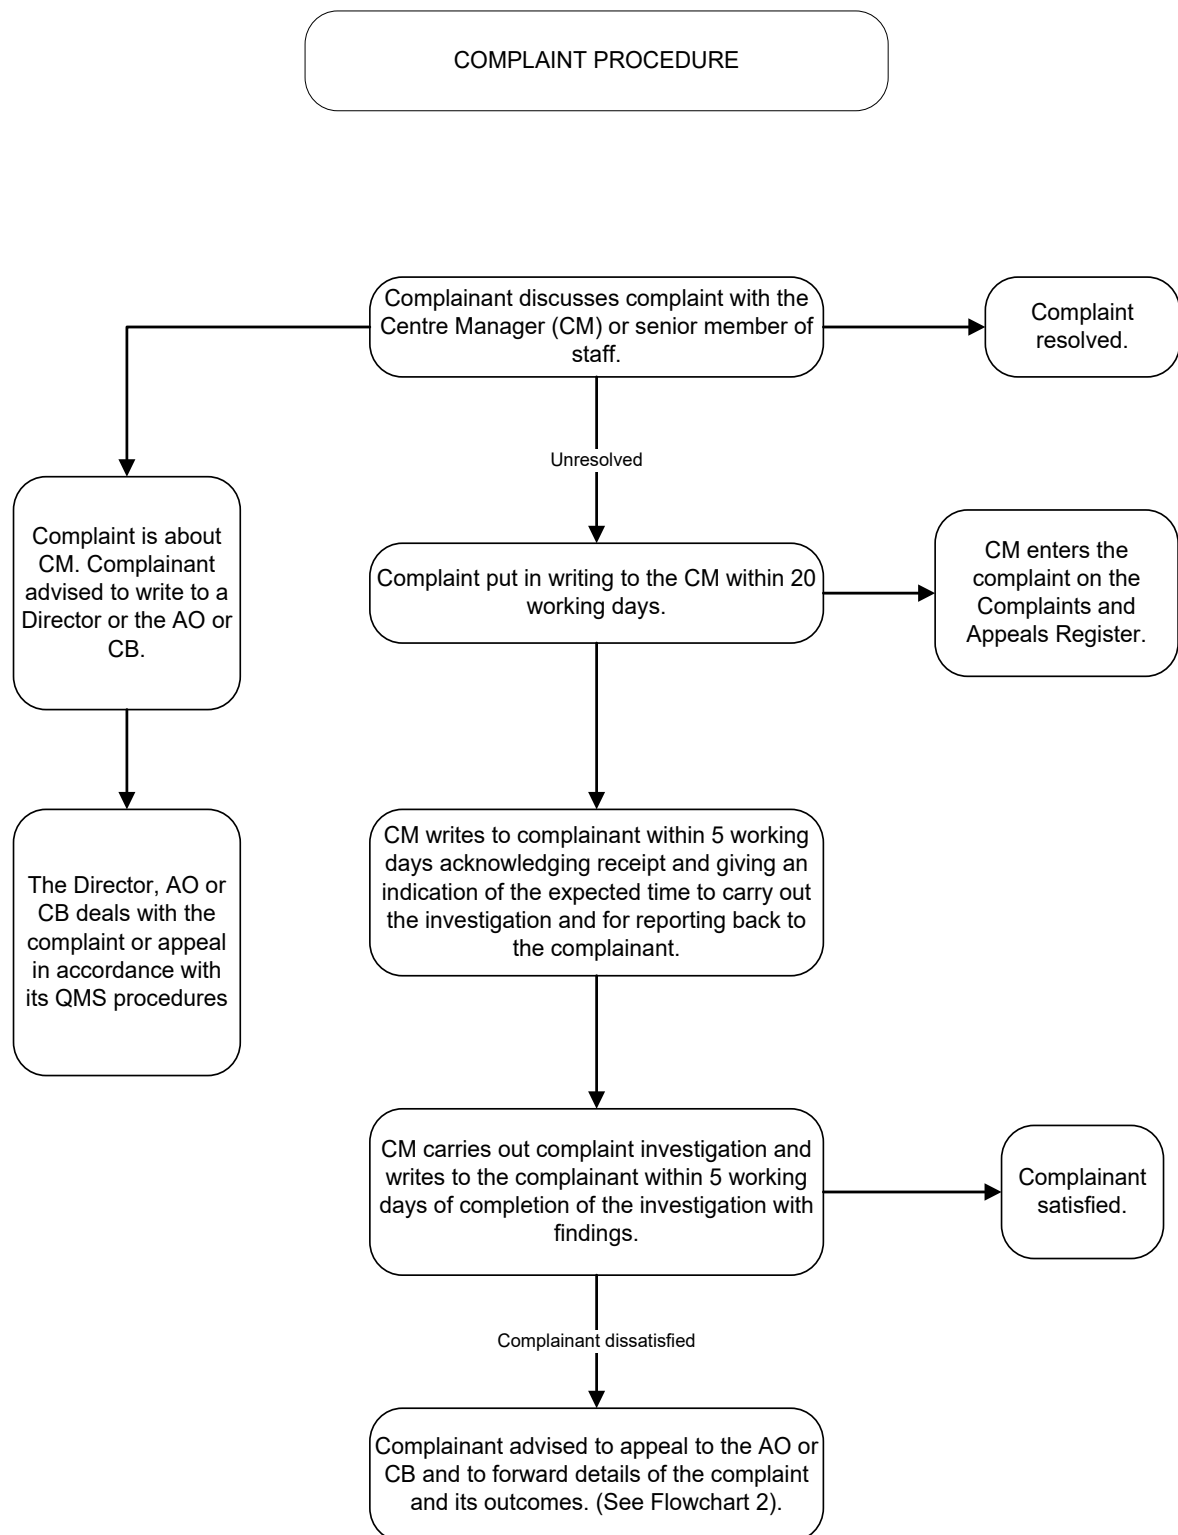 COMPLAINT PROCEDURE
Complainant discusses complaint with the
Centre Manager (CM) or senior member of
staff.
Complaint
resolved.
Unresolved
Complaint is about
CM. Complainant
advised to write to a
Director or the AO or
CB.
Complaint put in writing to the CM within 20
working days.
CM enters the
complaint on the
Complaints and
Appeals Register.
The Director, AO or
CB deals with the
complaint or appeal
in accordance with
its QMS procedures
CM writes to complainant within 5 working
days acknowledging receipt and giving an
indication of the expected time to carry out
the investigation and for reporting back to
the complainant.
CM carries out complaint investigation and
writes to the complainant within 5 working
days of completion of the investigation with
findings.
Complainant
satisfied.
Complainant dissatisfied
Complainant advised to appeal to the AO or
CB and to forward details of the complaint
and its outcomes. (See Flowchart 2).